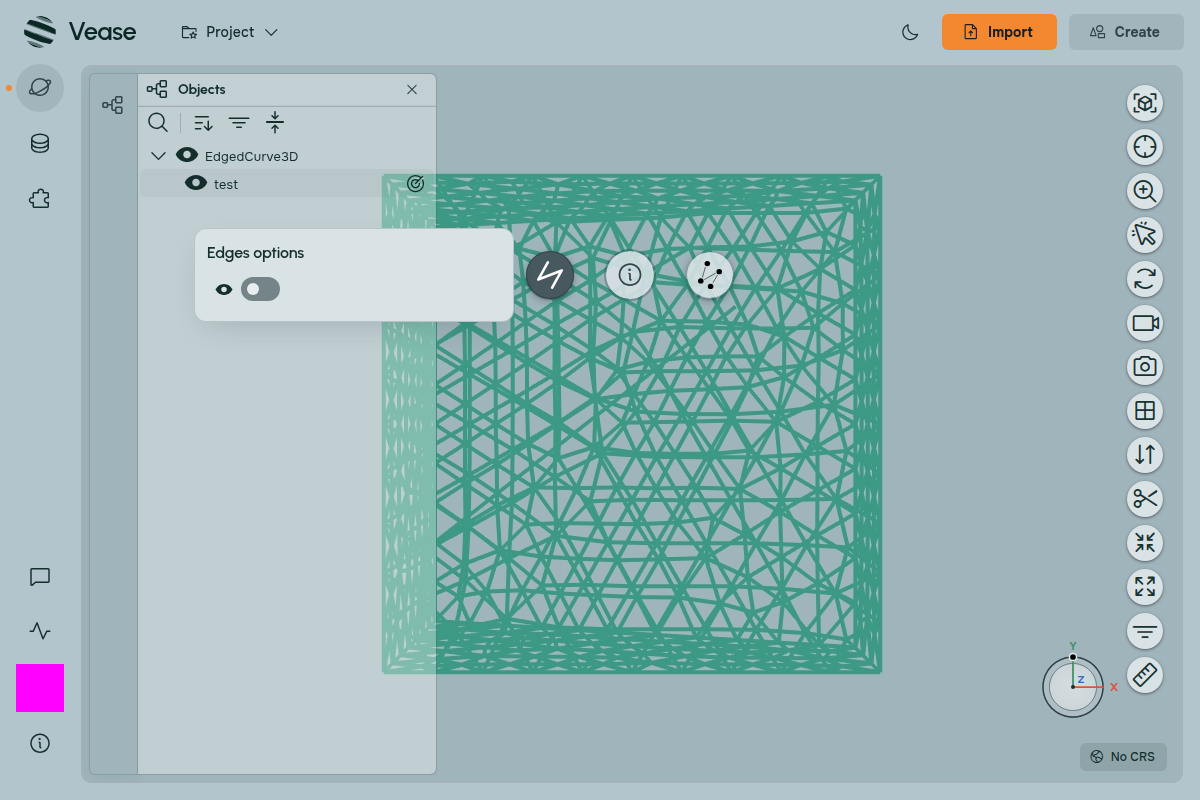 Vease
Project
Import
Create
Objects
EdgedCurve3D
test
Edges options
Y
Z
X
No CRS